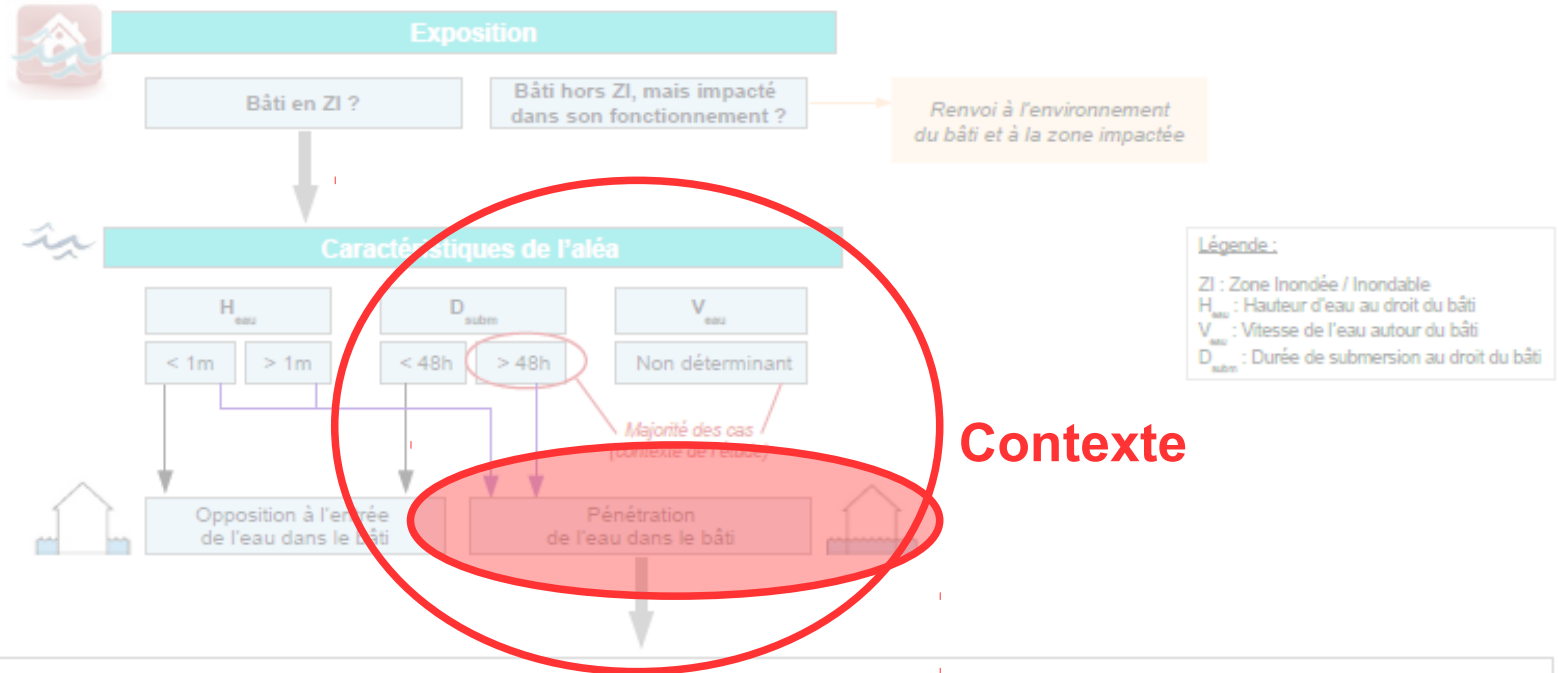 Exposition
Bâti en ZI ?
Bâti hors ZI, mais impacté
dans son fonctionnement ?
Renvoi à l'environnement
du bâti et à la zone impactée
Caractéristiques de l'aléa
H eau
D subm
V eau
< 1m
> 1m
< 48h
> 48h
Non déterminant
Majorité des cas
(contexte de l'étude)
Opposition à l'entrée
de l'eau dans le bâti
Pénétration
de l'eau dans le bâti
Contexte
Légende :
ZI : Zone Inondée / Inondable
H eau : Hauteur d'eau au droit du bâti
V eau : Vitesse de l'eau autour du bâti
D subm : Durée de submersion au droit du bâti